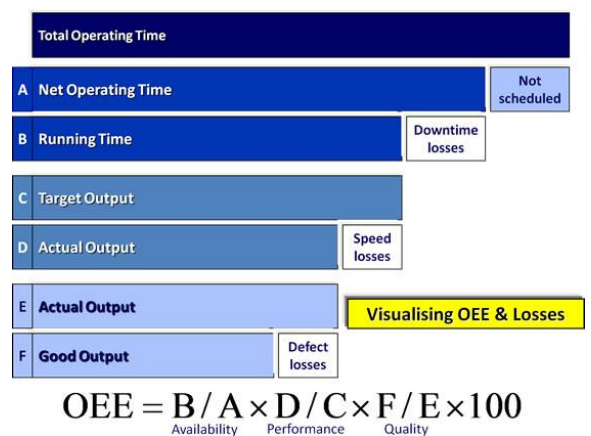 Total Operating Time
A Net Operating Time
Not
scheduled
B Running Time
Downtime
losses
C Target Output
D Actual Output
Speed
losses
E Actual Output
Visualising OEE & Losses
F Good Output
Defect
losses
OEE = B / A × D / C × F / E × 100
Availability Performance Quality